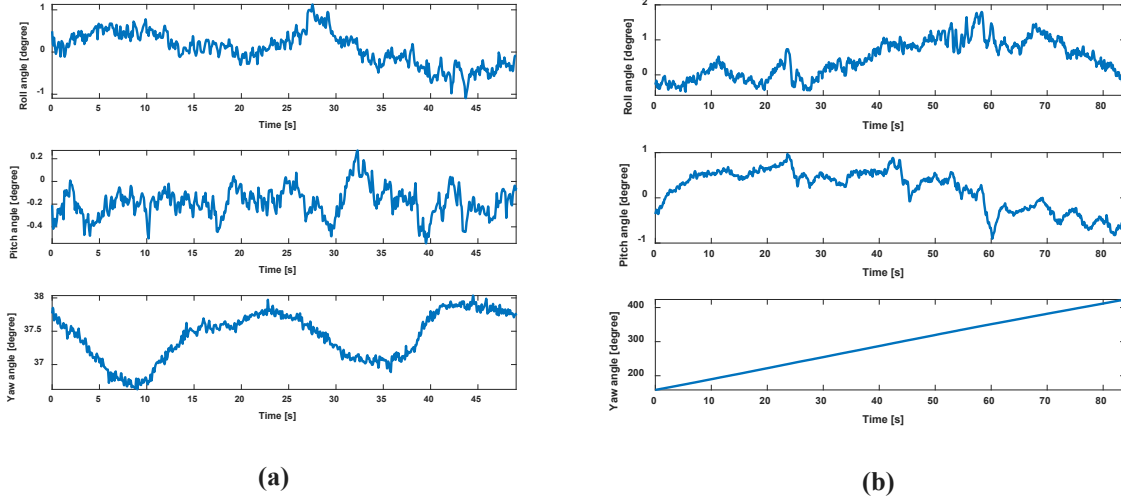 Roll angle [degree]
1
0
-1
0 5 10 15 20 25 30 35 40 45
Time [s]
Pitch angle [degree]
0.2
0
-0.2
-0.4
0 5 10 15 20 25 30 35 40 45
Time [s]
Yaw angle [degree]
38
37.5
37
0 5 10 15 20 25 30 35 40 45
Time [s]
(a)
Roll angle [degree]
2
1
0
0 10 20 30 40 50 60 70 80
Time [s]
Pitch angle [degree]
1
0
-1
0 10 20 30 40 50 60 70 80
Time [s]
Yaw angle [degree]
400
300
200
0 10 20 30 40 50 60 70 80
Time [s]
(b)